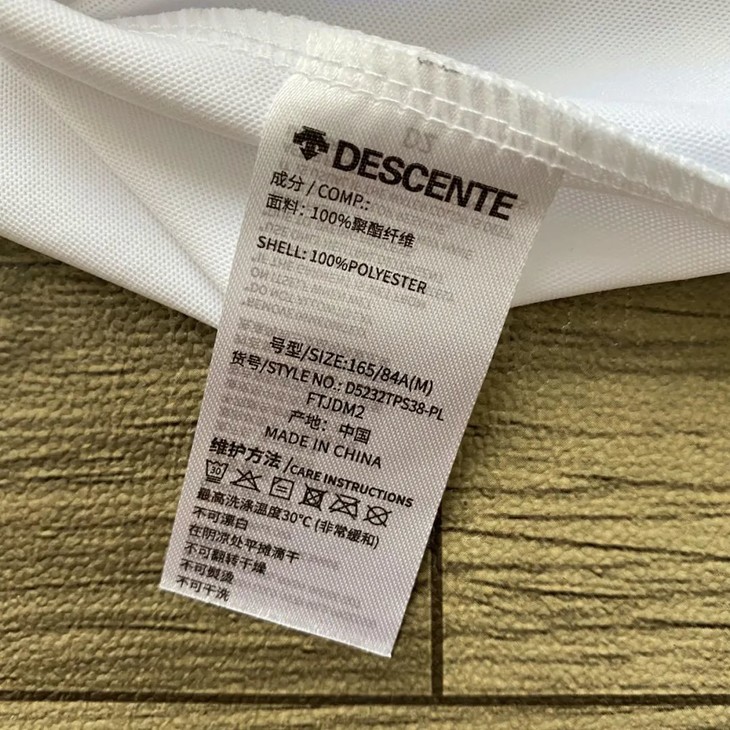 DESCENTE
成分 / COMP.:
面料：100%聚酯纤维
SHELL: 100%POLYESTER
号型/SIZE:165/84A(M)
货号/STYLE NO.: D5232TPS38-PL
FTJDM2
产地：中国
MADE IN CHINA
维护方法 /CARE INSTRUCTIONS
30
最高洗涤温度30℃ (非常缓和)
不可漂白
在阴凉处平摊滴干
不可翻转干燥
不可熨烫
不可干洗